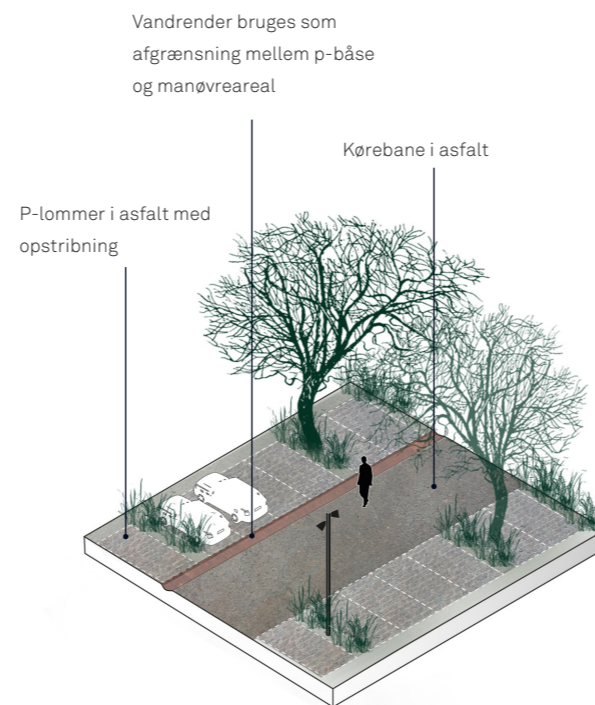 Vandrender bruges som
afgrænsning mellem p-båse
og manøvreareal
Kørebane i asfalt
P-lommer i asfalt med
opstribning